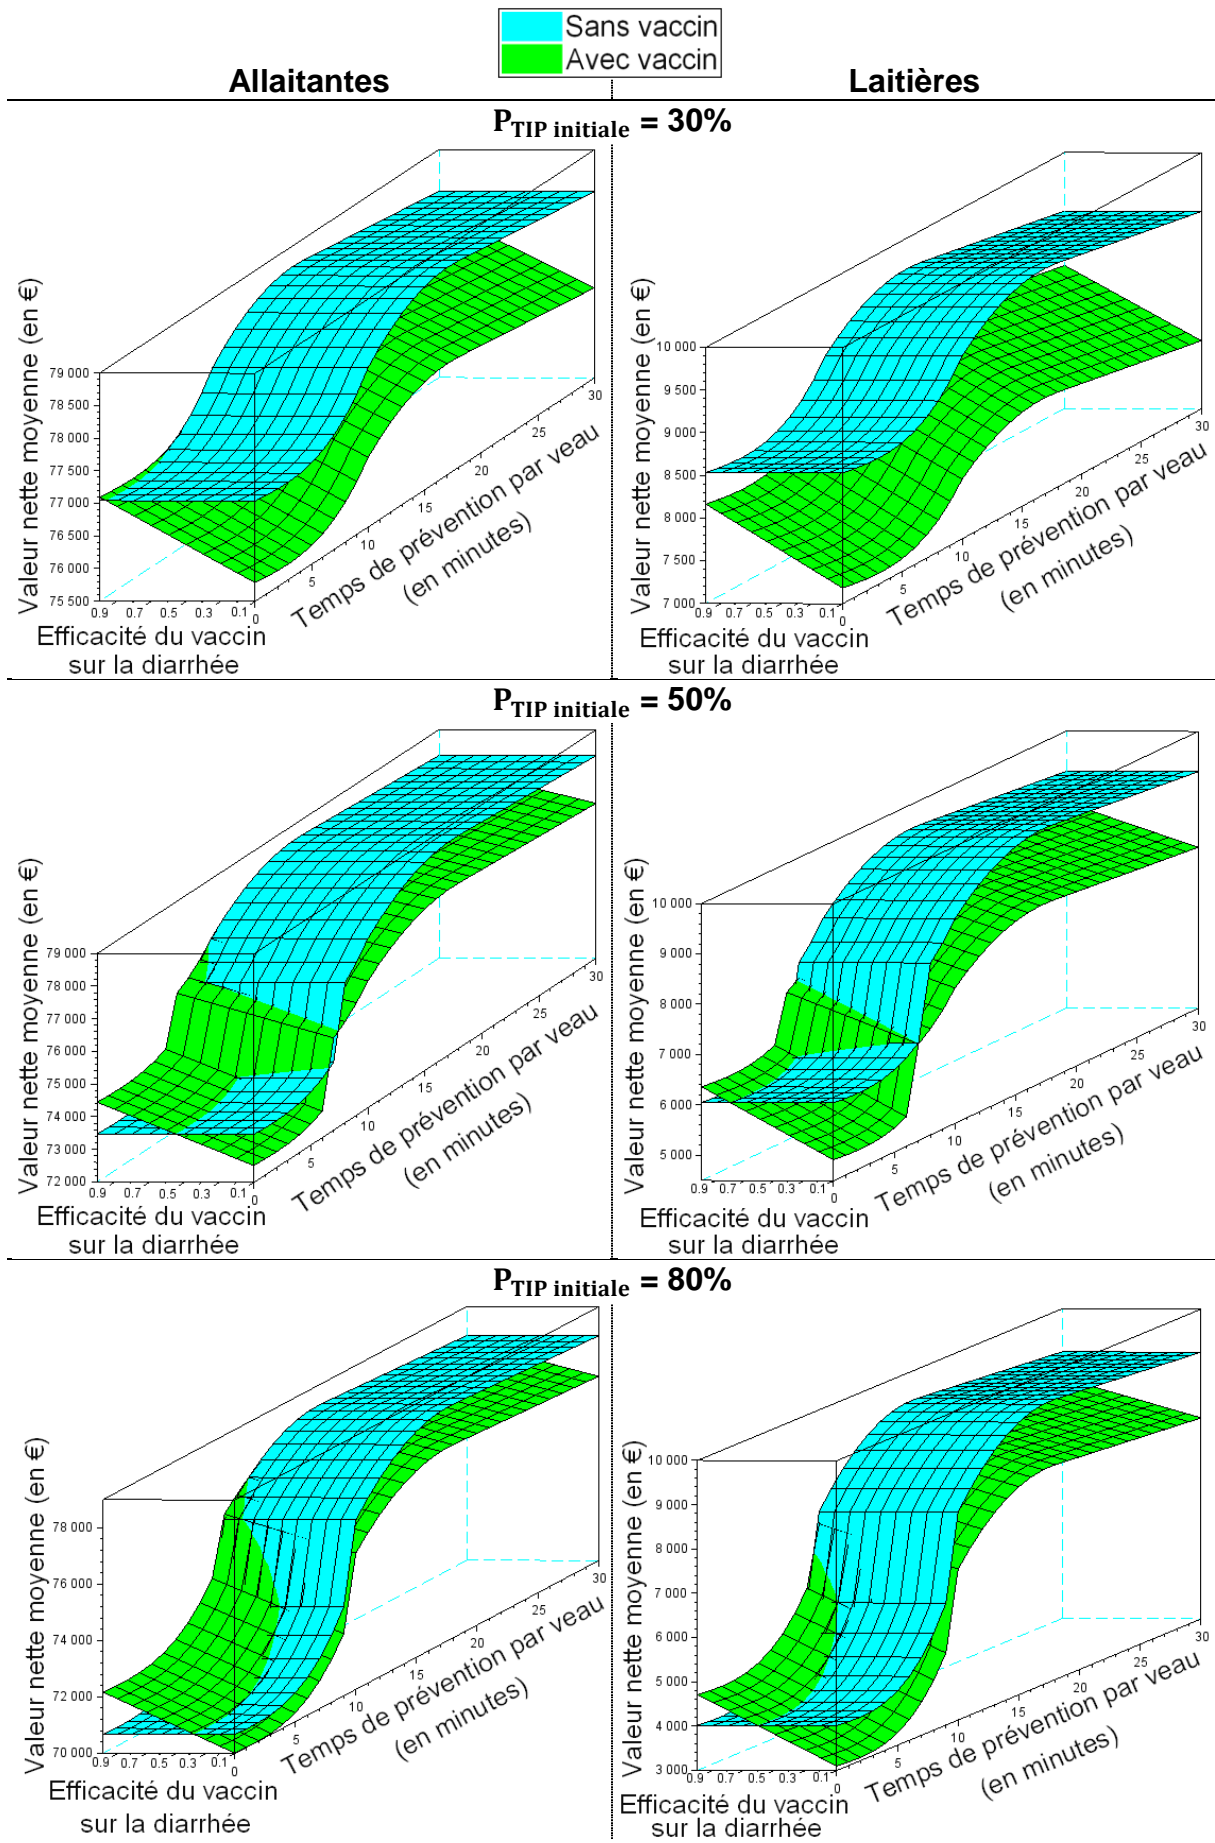 Sans vaccin
Avec vaccin
Allaitantes
Laitières
P TIP initiale = 30%
Valeur nette moyenne (en €)
79 000
78 500
78 000
77 500
77 000
76 500
76 000
75 500
0.9 0.7 0.5 0.3 0.1
Efficacité du vaccin
sur la diarrhée
0 5 10 15 20 25 30
Temps de prévention par veau
(en minutes)
Valeur nette moyenne (en €)
10 000
9 500
9 000
8 500
8 000
7 500
7 000
0.9 0.7 0.5 0.3 0.1
Efficacité du vaccin
sur la diarrhée
0 5 10 15 20 25 30
Temps de prévention par veau
(en minutes)
P TIP initiale = 50%
Valeur nette moyenne (en €)
79 000
78 000
77 000
76 000
75 000
74 000
73 000
72 000
0.9 0.7 0.5 0.3 0.1
Efficacité du vaccin
sur la diarrhée
0 5 10 15 20 25 30
Temps de prévention par veau
(en minutes)
Valeur nette moyenne (en €)
10 000
9 000
8 000
7 000
6 000
5 000
0.9 0.7 0.5 0.3 0.1
Efficacité du vaccin
sur la diarrhée
0 5 10 15 20 25 30
Temps de prévention par veau
(en minutes)
P TIP initiale = 80%
Valeur nette moyenne (en €)
78 000
76 000
74 000
72 000
70 000
0.9 0.7 0.5 0.3 0.1
Efficacité du vaccin
sur la diarrhée
0 5 10 15 20 25 30
Temps de prévention par veau
(en minutes)
Valeur nette moyenne (en €)
10 000
9 000
8 000
7 000
6 000
5 000
4 000
3 000
0.9 0.7 0.5 0.3 0.1
Efficacité du vaccin
sur la diarrhée
0 5 10 15 20 25 30
Temps de prévention par veau
(en minutes)